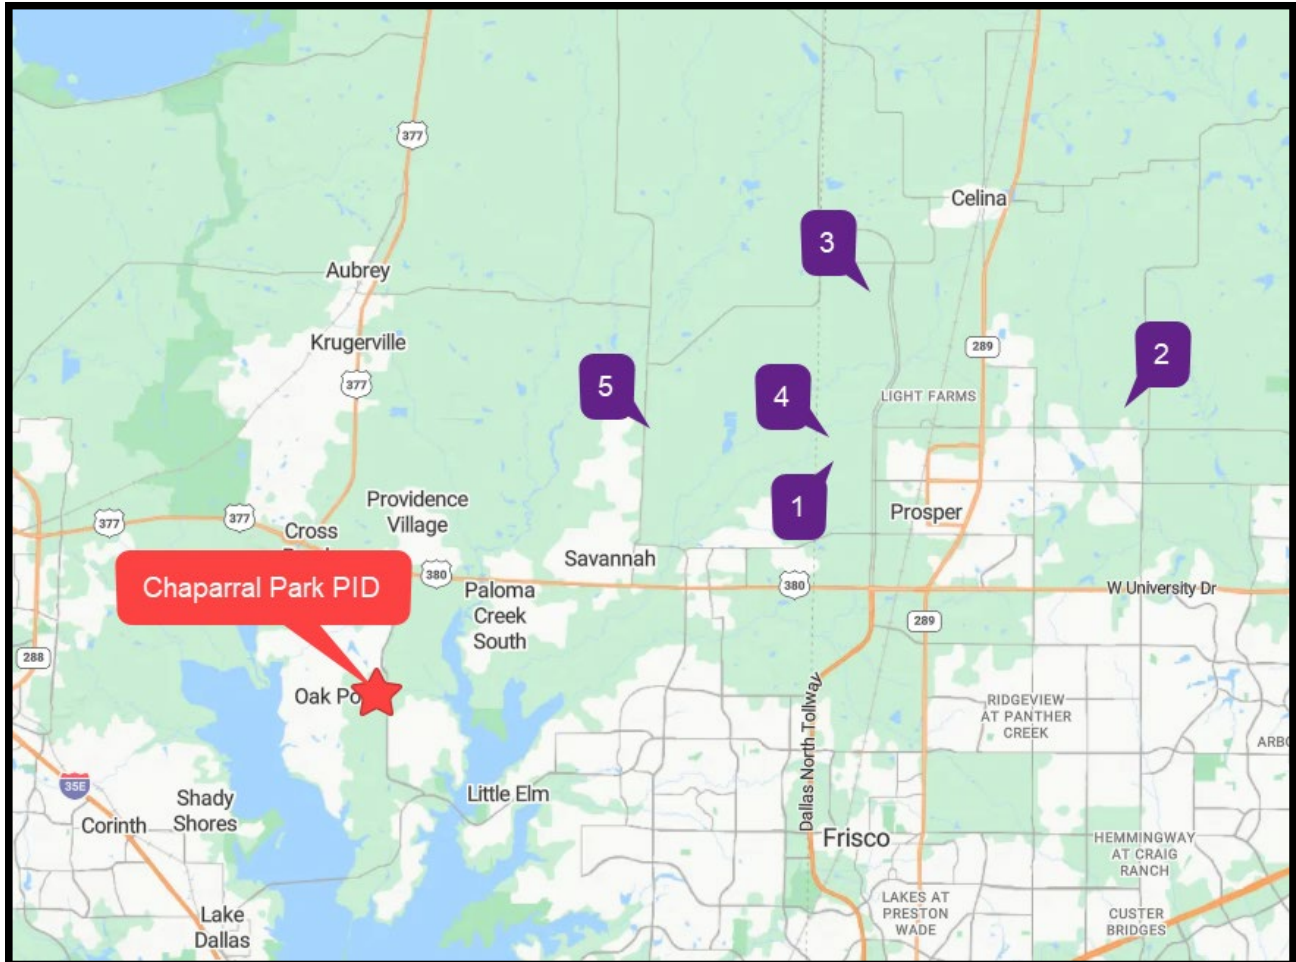 377
Celina
3
Aubrey
Krugerville
289
2
377
5
4
LIGHT FARMS
Providence
Village
1
Prosper
377
377
Cross
Savannah
Chaparral Park PID
380
380
Paloma
Creek
South
W University Dr
289
288
Oak Po
Dallas North Tollway
RIDGEVIEW
AT PANTHER
CREEK
ARBO
35E
Shady
Shores
Little Elm
Corinth
Frisco
HEMMINGWAY
AT CRAIG
RANCH
LAKES AT
PRESTON
WADE
Lake
Dallas
CUSTER
BRIDGES